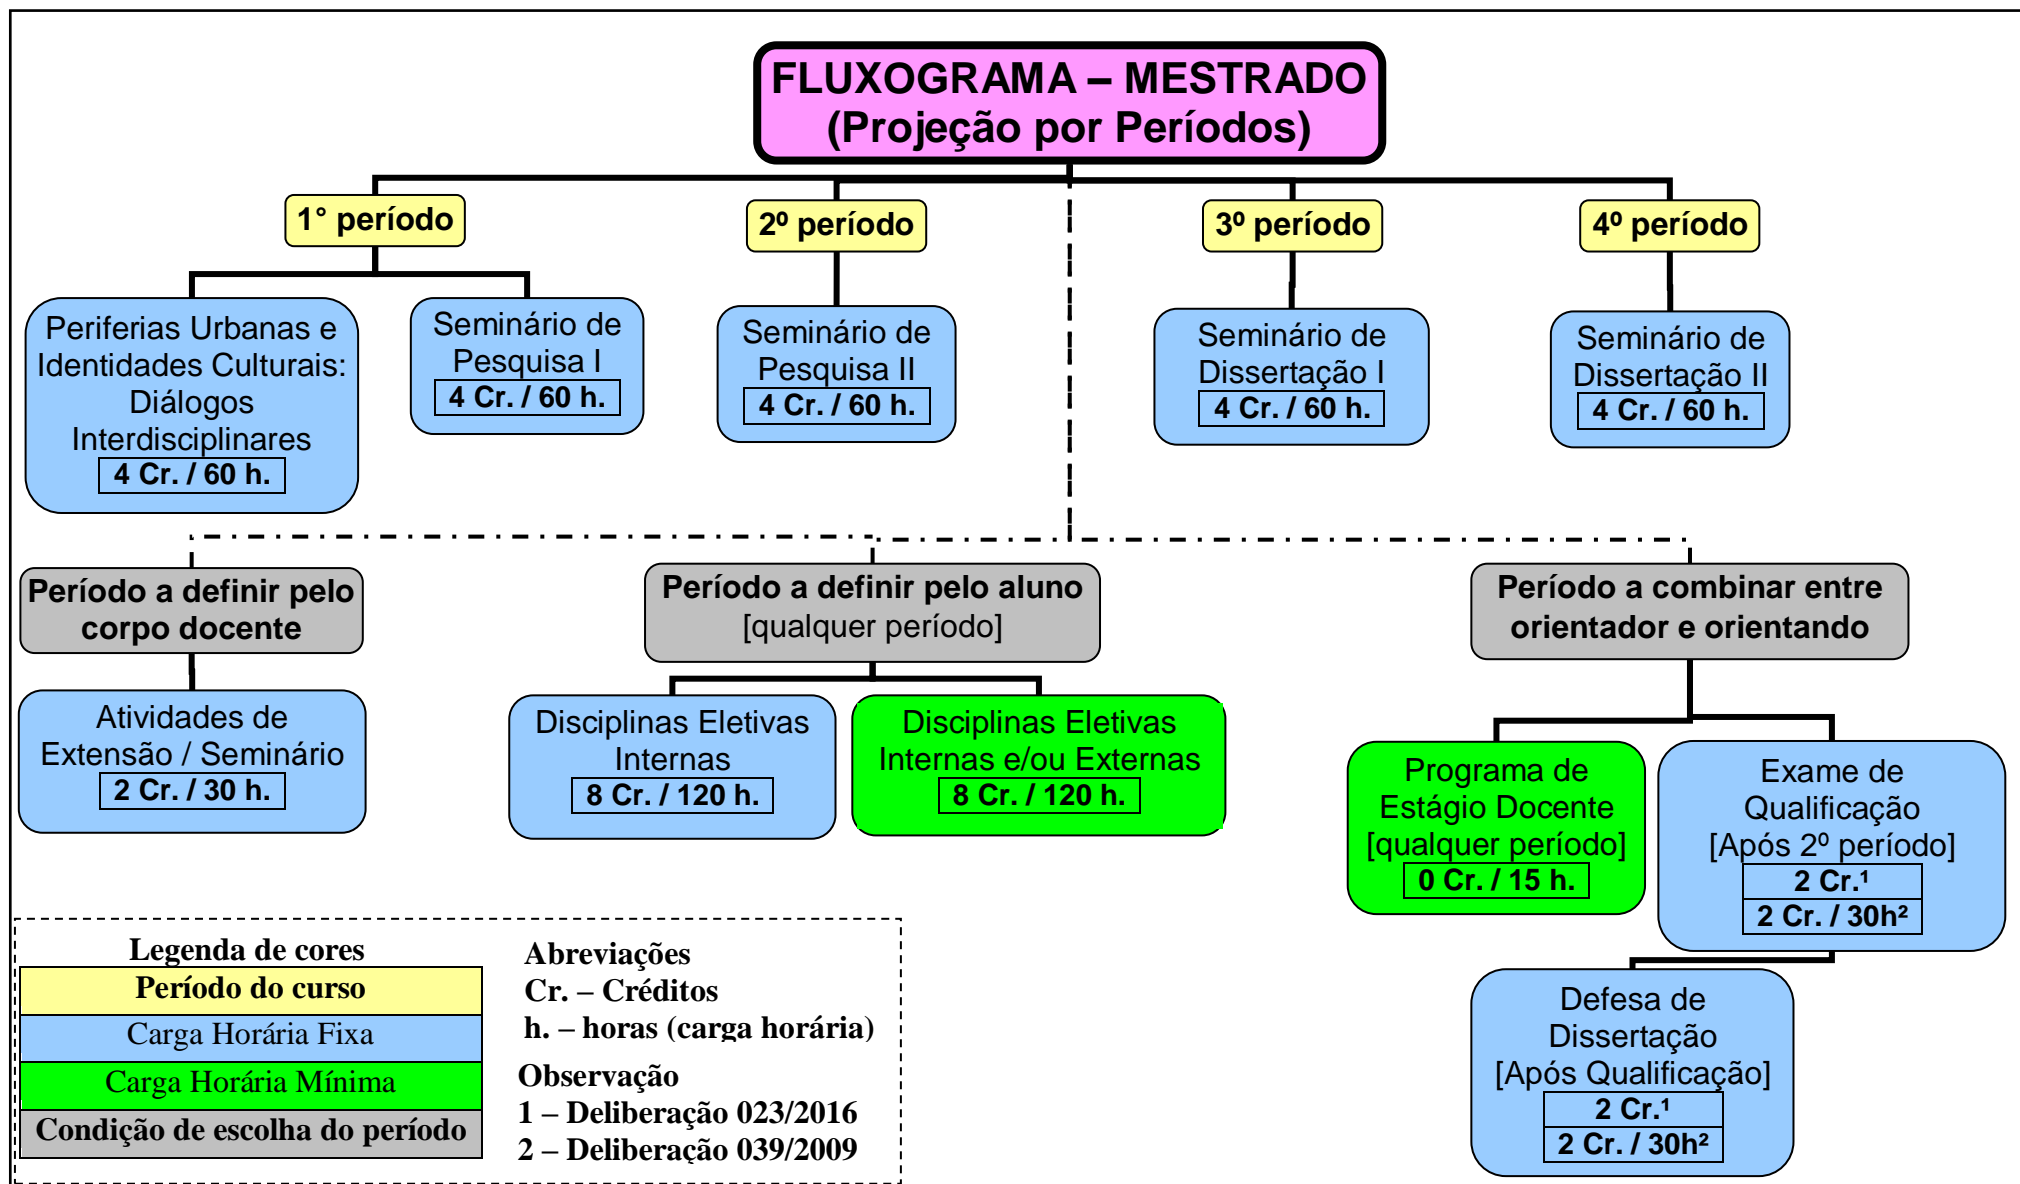 FLUXOGRAMA – MESTRADO
(Projeção por Períodos)
1° período
2º período
3º período
4º período
Periferias Urbanas e
Identidades Culturais:
Diálogos
Interdisciplinares
4 Cr. / 60 h.
Seminário de
Pesquisa I
4 Cr. / 60 h.
Seminário de
Pesquisa II
4 Cr. / 60 h.
Seminário de
Dissertação I
4 Cr. / 60 h.
Seminário de
Dissertação II
4 Cr. / 60 h.
Período a definir pelo
corpo docente
Período a definir pelo aluno
[qualquer período]
Período a combinar entre
orientador e orientando
Atividades de
Extensão / Seminário
2 Cr. / 30 h.
Disciplinas Eletivas
Internas
8 Cr. / 120 h.
Disciplinas Eletivas
Internas e/ou Externas
8 Cr. / 120 h.
Programa de
Estágio Docente
[qualquer período]
0 Cr. / 15 h.
Exame de
Qualificação
[Após 2º período]
2 Cr.¹
2 Cr. / 30h²
Defesa de
Dissertação
[Após Qualificação]
2 Cr.¹
2 Cr. / 30h²
Legenda de cores
Período do curso
Carga Horária Fixa
Carga Horária Mínima
Condição de escolha do período
Abreviações
Cr. – Créditos
h. – horas (carga horária)
Observação
1 – Deliberação 023/2016
2 – Deliberação 039/2009